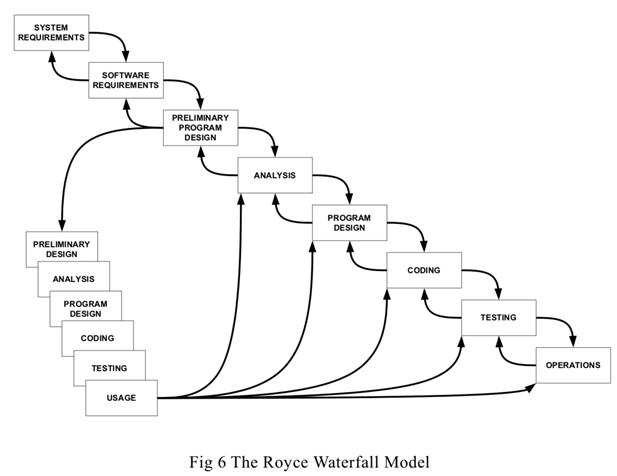 SYSTEM
REQUIREMENTS
SOFTWARE
REQUIREMENTS
PRELIMINARY
PROGRAM
DESIGN
ANALYSIS
PROGRAM
DESIGN
CODING
TESTING
OPERATIONS
PRELIMINARY
DESIGN
ANALYSIS
PROGRAM
DESIGN
CODING
TESTING
USAGE
Fig 6 The Royce Waterfall Model